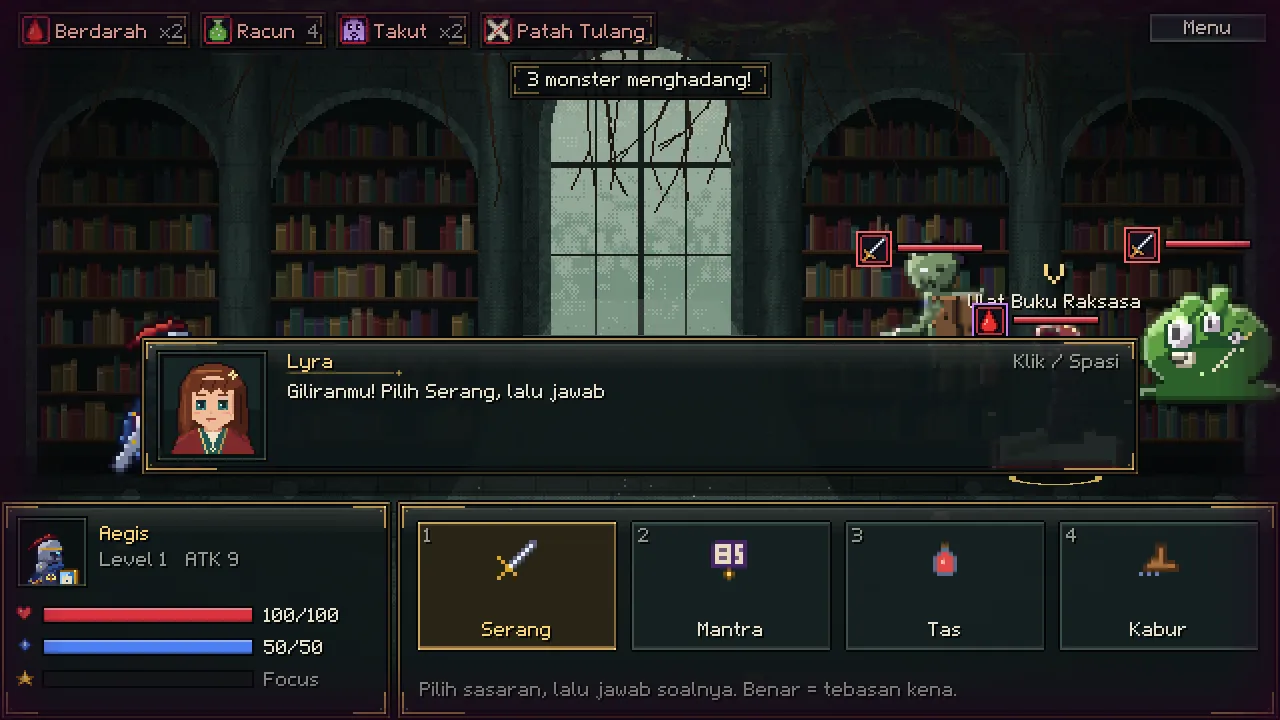 Berdarah x2
Racun 4
Takut x2
Patah Tulang
Menu
3 monster menghadang!
Ulat Buku Raksasa
Lyra
Klik / Spasi
Giliranmu! Pilih Serang, lalu jawab
Aegis
Level 1 ATK 9
100/100
50/50
Focus
1
Serang
2
Mantra
3
Tas
4
Kabur
Pilih sasaran, lalu jawab soalnya. Benar = tebasan kena.